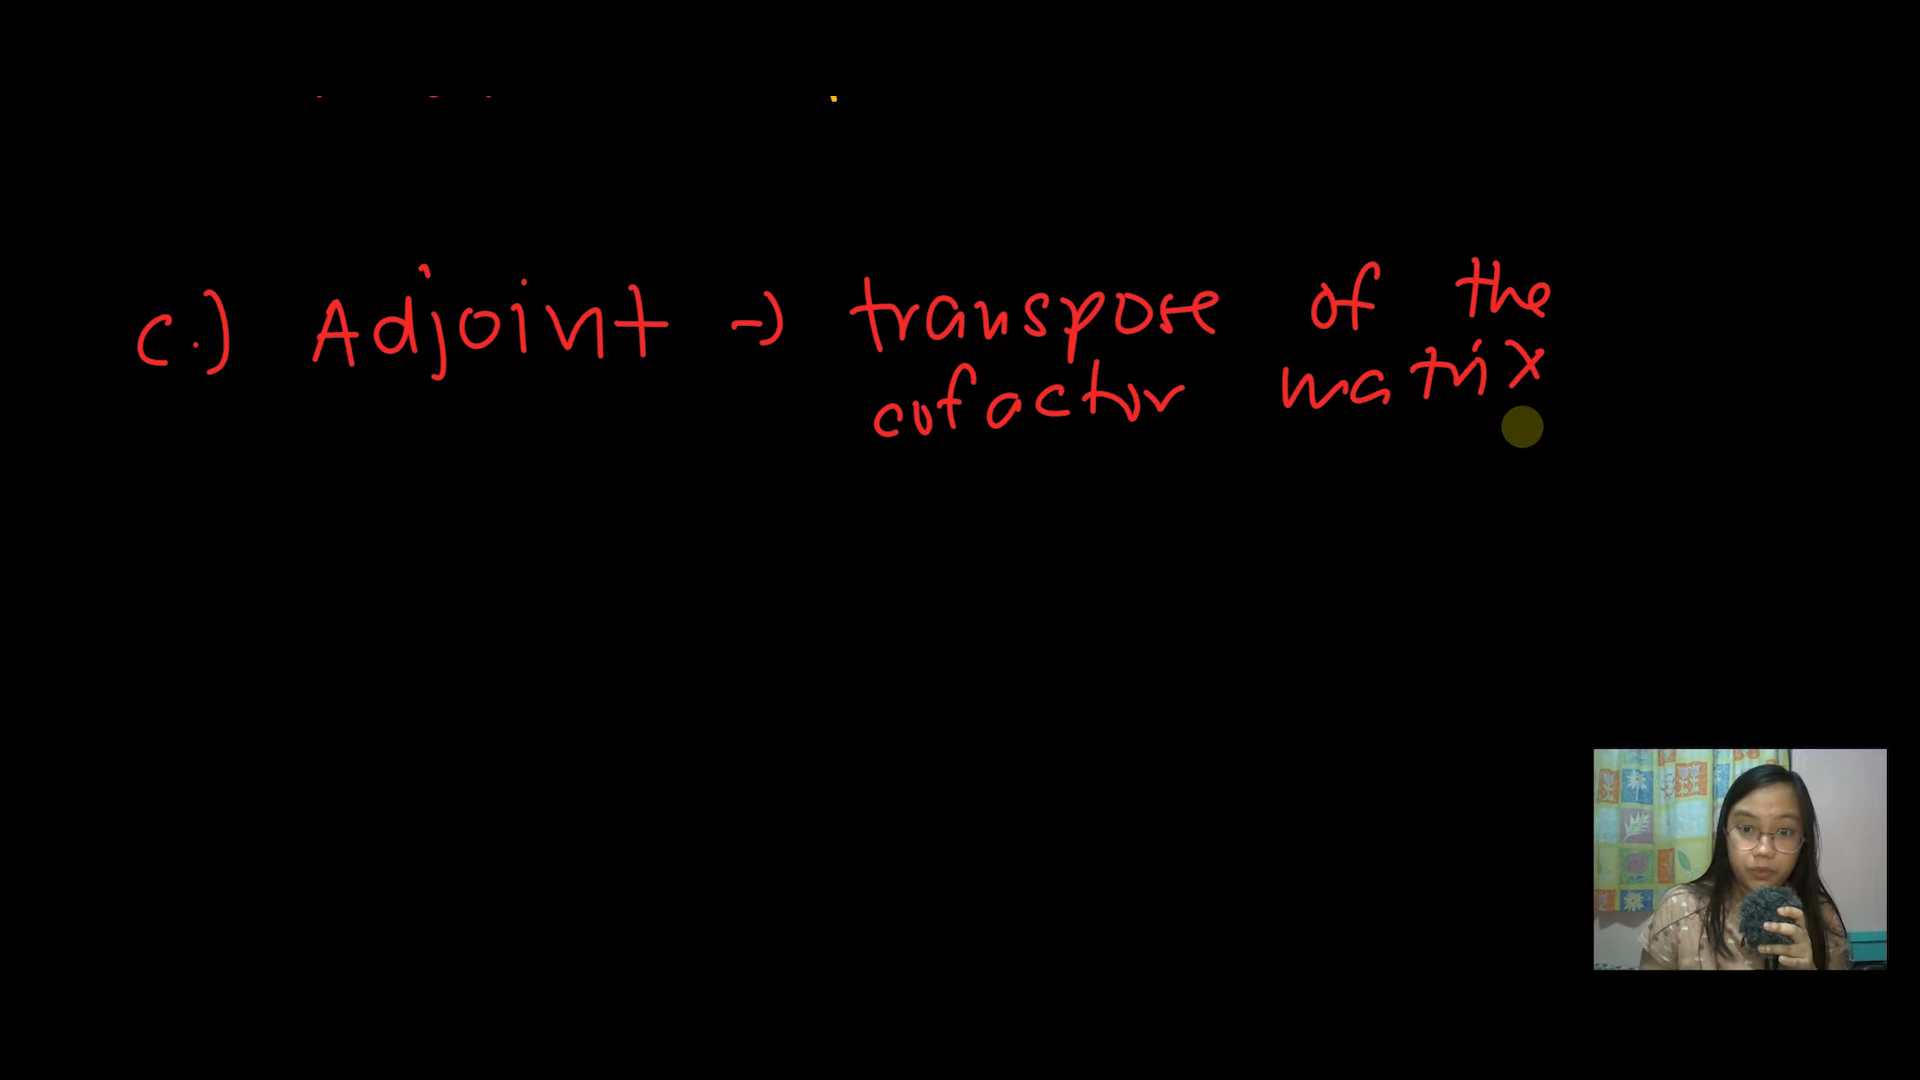 c.) Adjoint -> transpose of the
cofactor matrix